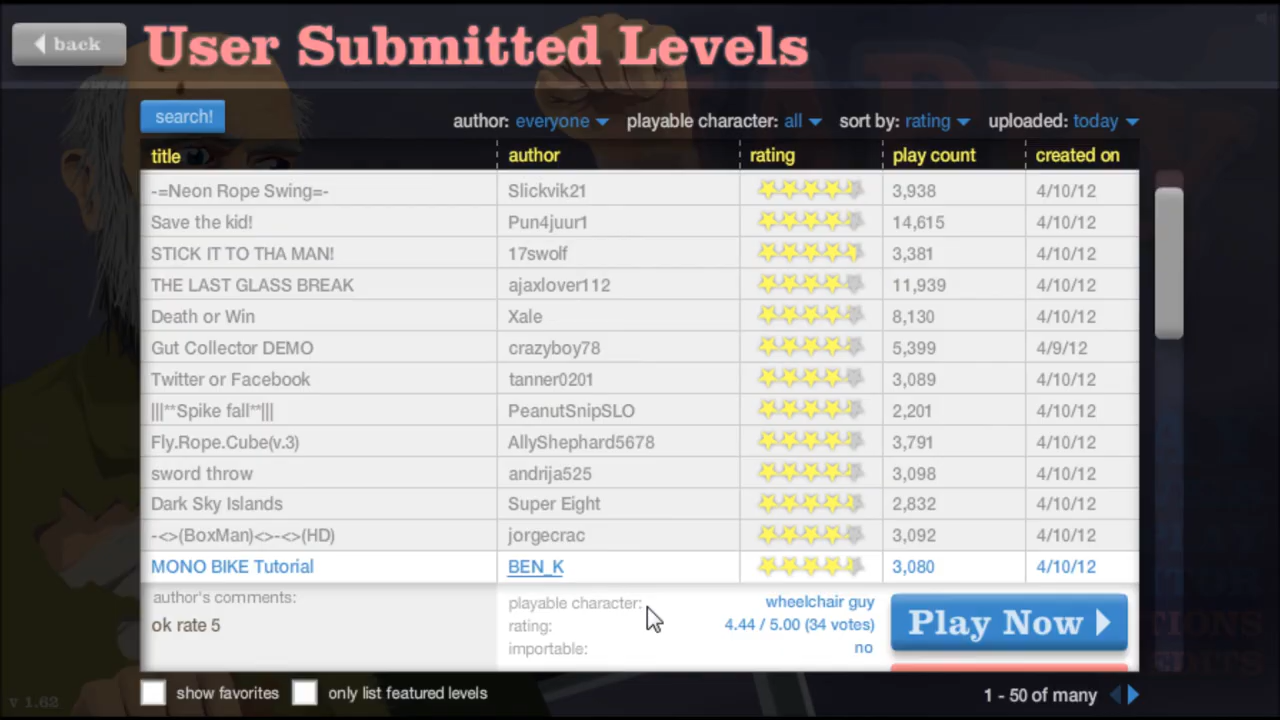 back
User Submitted Levels
search!
author: everyone playable character: all sort by: rating uploaded: today
title author rating play count created on
-=Neon Rope Swing=- Slickvik21 3,938 4/10/12
Save the kid! Pun4juur1 14,615 4/10/12
STICK IT TO THA MAN! 17swolf 3,381 4/10/12
THE LAST GLASS BREAK ajaxlover112 11,939 4/10/12
Death or Win Xale 8,130 4/10/12
Gut Collector DEMO crazyboy78 5,399 4/9/12
Twitter or Facebook tanner0201 3,089 4/10/12
|||**Spike fall**||| PeanutSnipSLO 2,201 4/10/12
Fly.Rope.Cube(v.3) AllyShephard5678 3,791 4/10/12
sword throw andrija525 3,098 4/10/12
Dark Sky Islands Super Eight 2,832 4/10/12
-<>(BoxMan)<>-<>(HD) jorgecrac 3,092 4/10/12
MONO BIKE Tutorial BEN_K 3,080 4/10/12
author's comments:
ok rate 5
playable character: wheelchair guy
rating: 4.44 / 5.00 (34 votes)
importable: no
Play Now
show favorites only list featured levels 1 - 50 of many
v 1.62